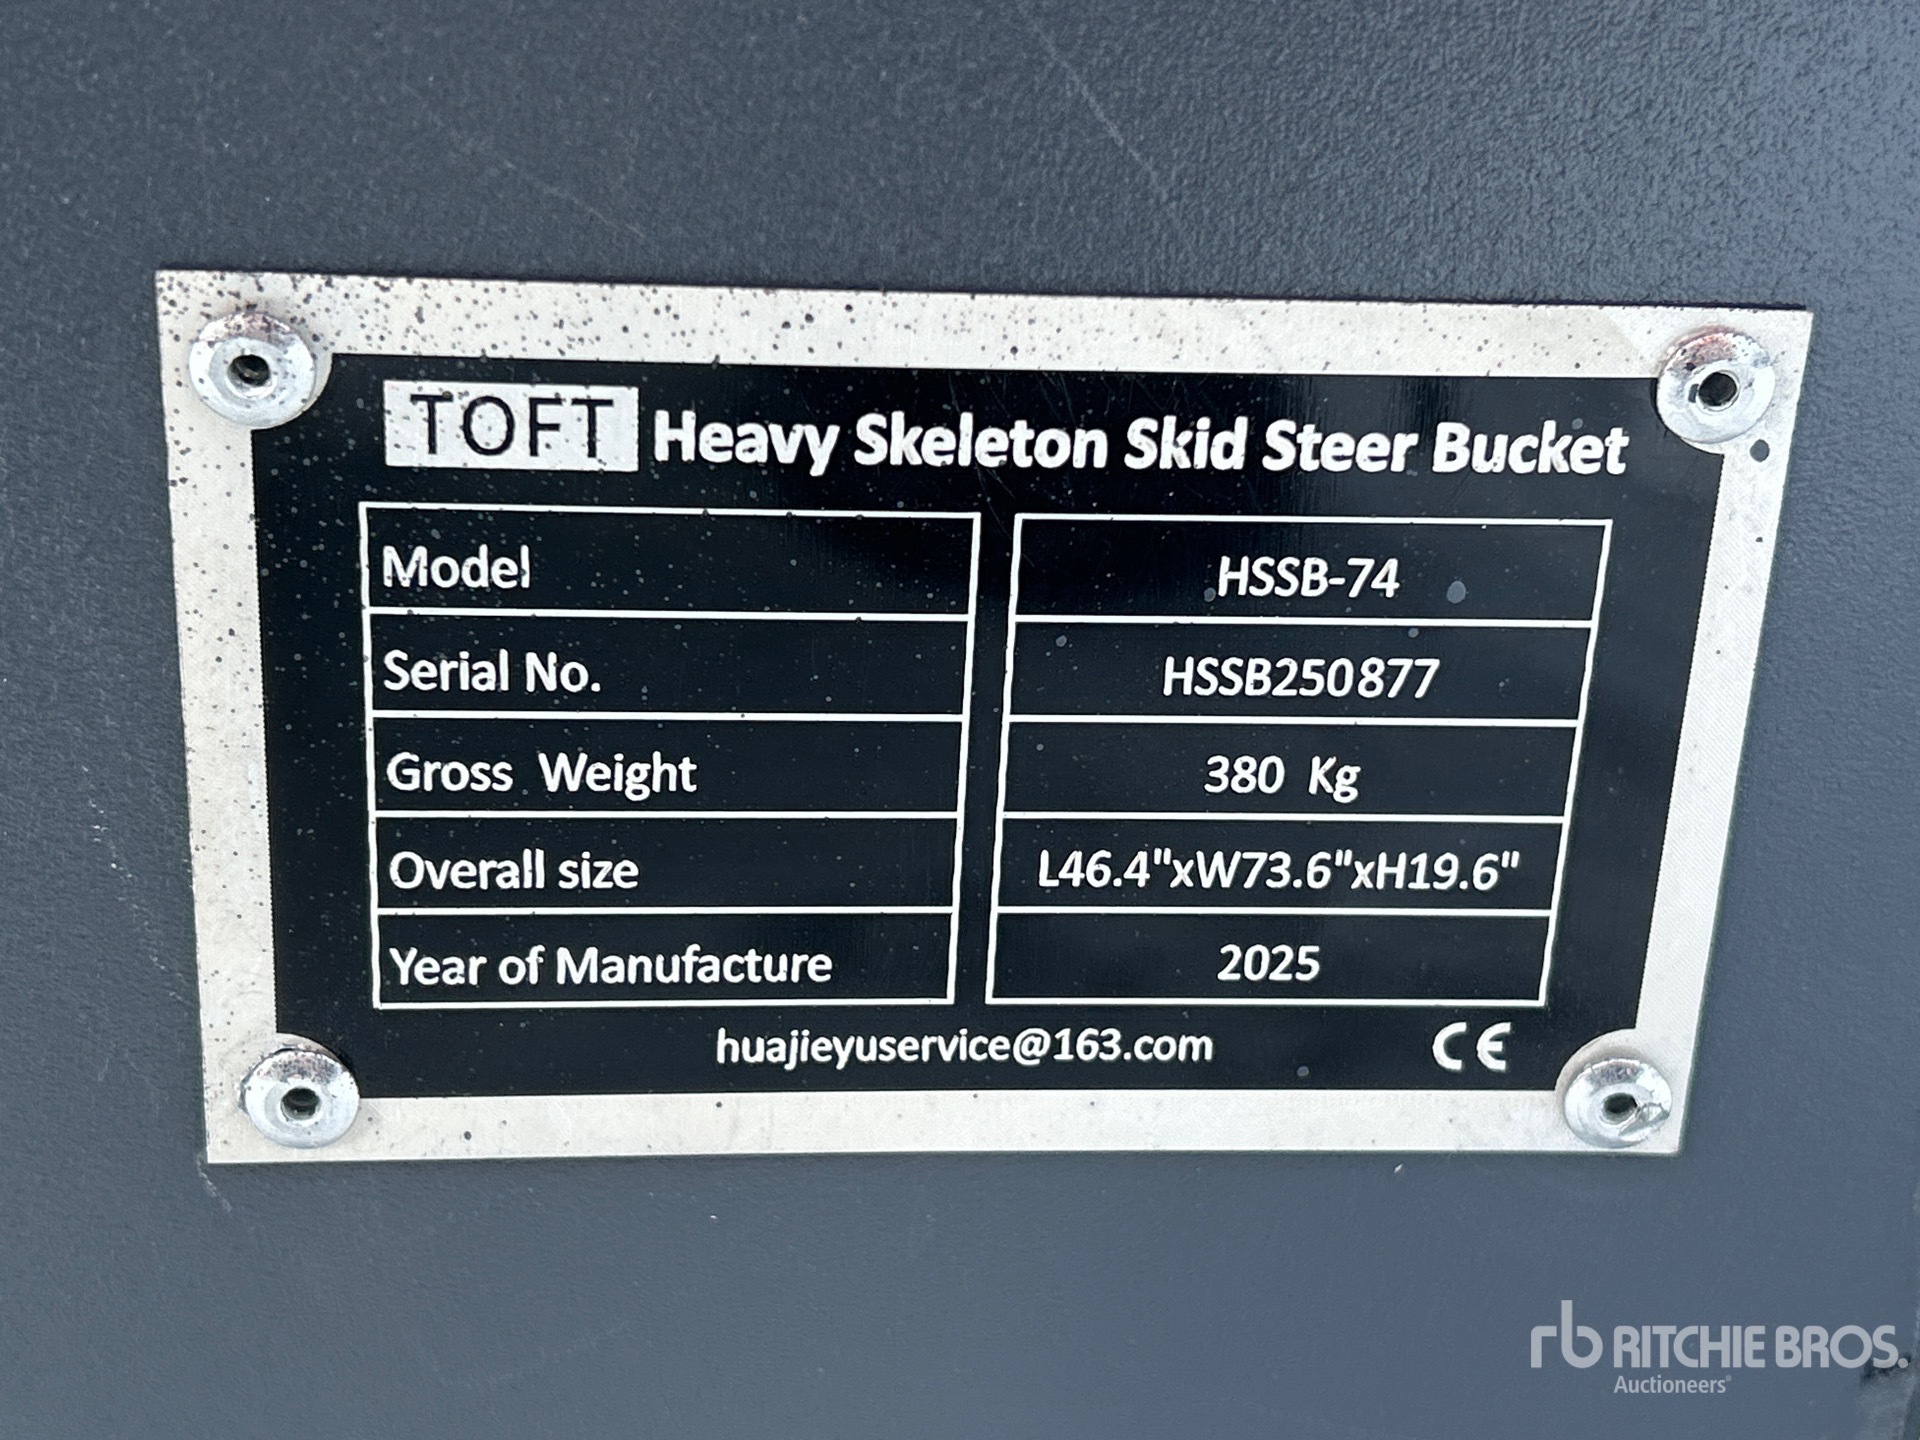 TOFT Heavy Skeleton Skid Steer Bucket
Model HSSB-74
Serial No. HSSB250877
Gross Weight 380 Kg
Overall size L46.4"xW73.6"xH19.6"
Year of Manufacture 2025
huajieyuservice@163.com CE
rb RITCHIE BROS.
Auctioneers®